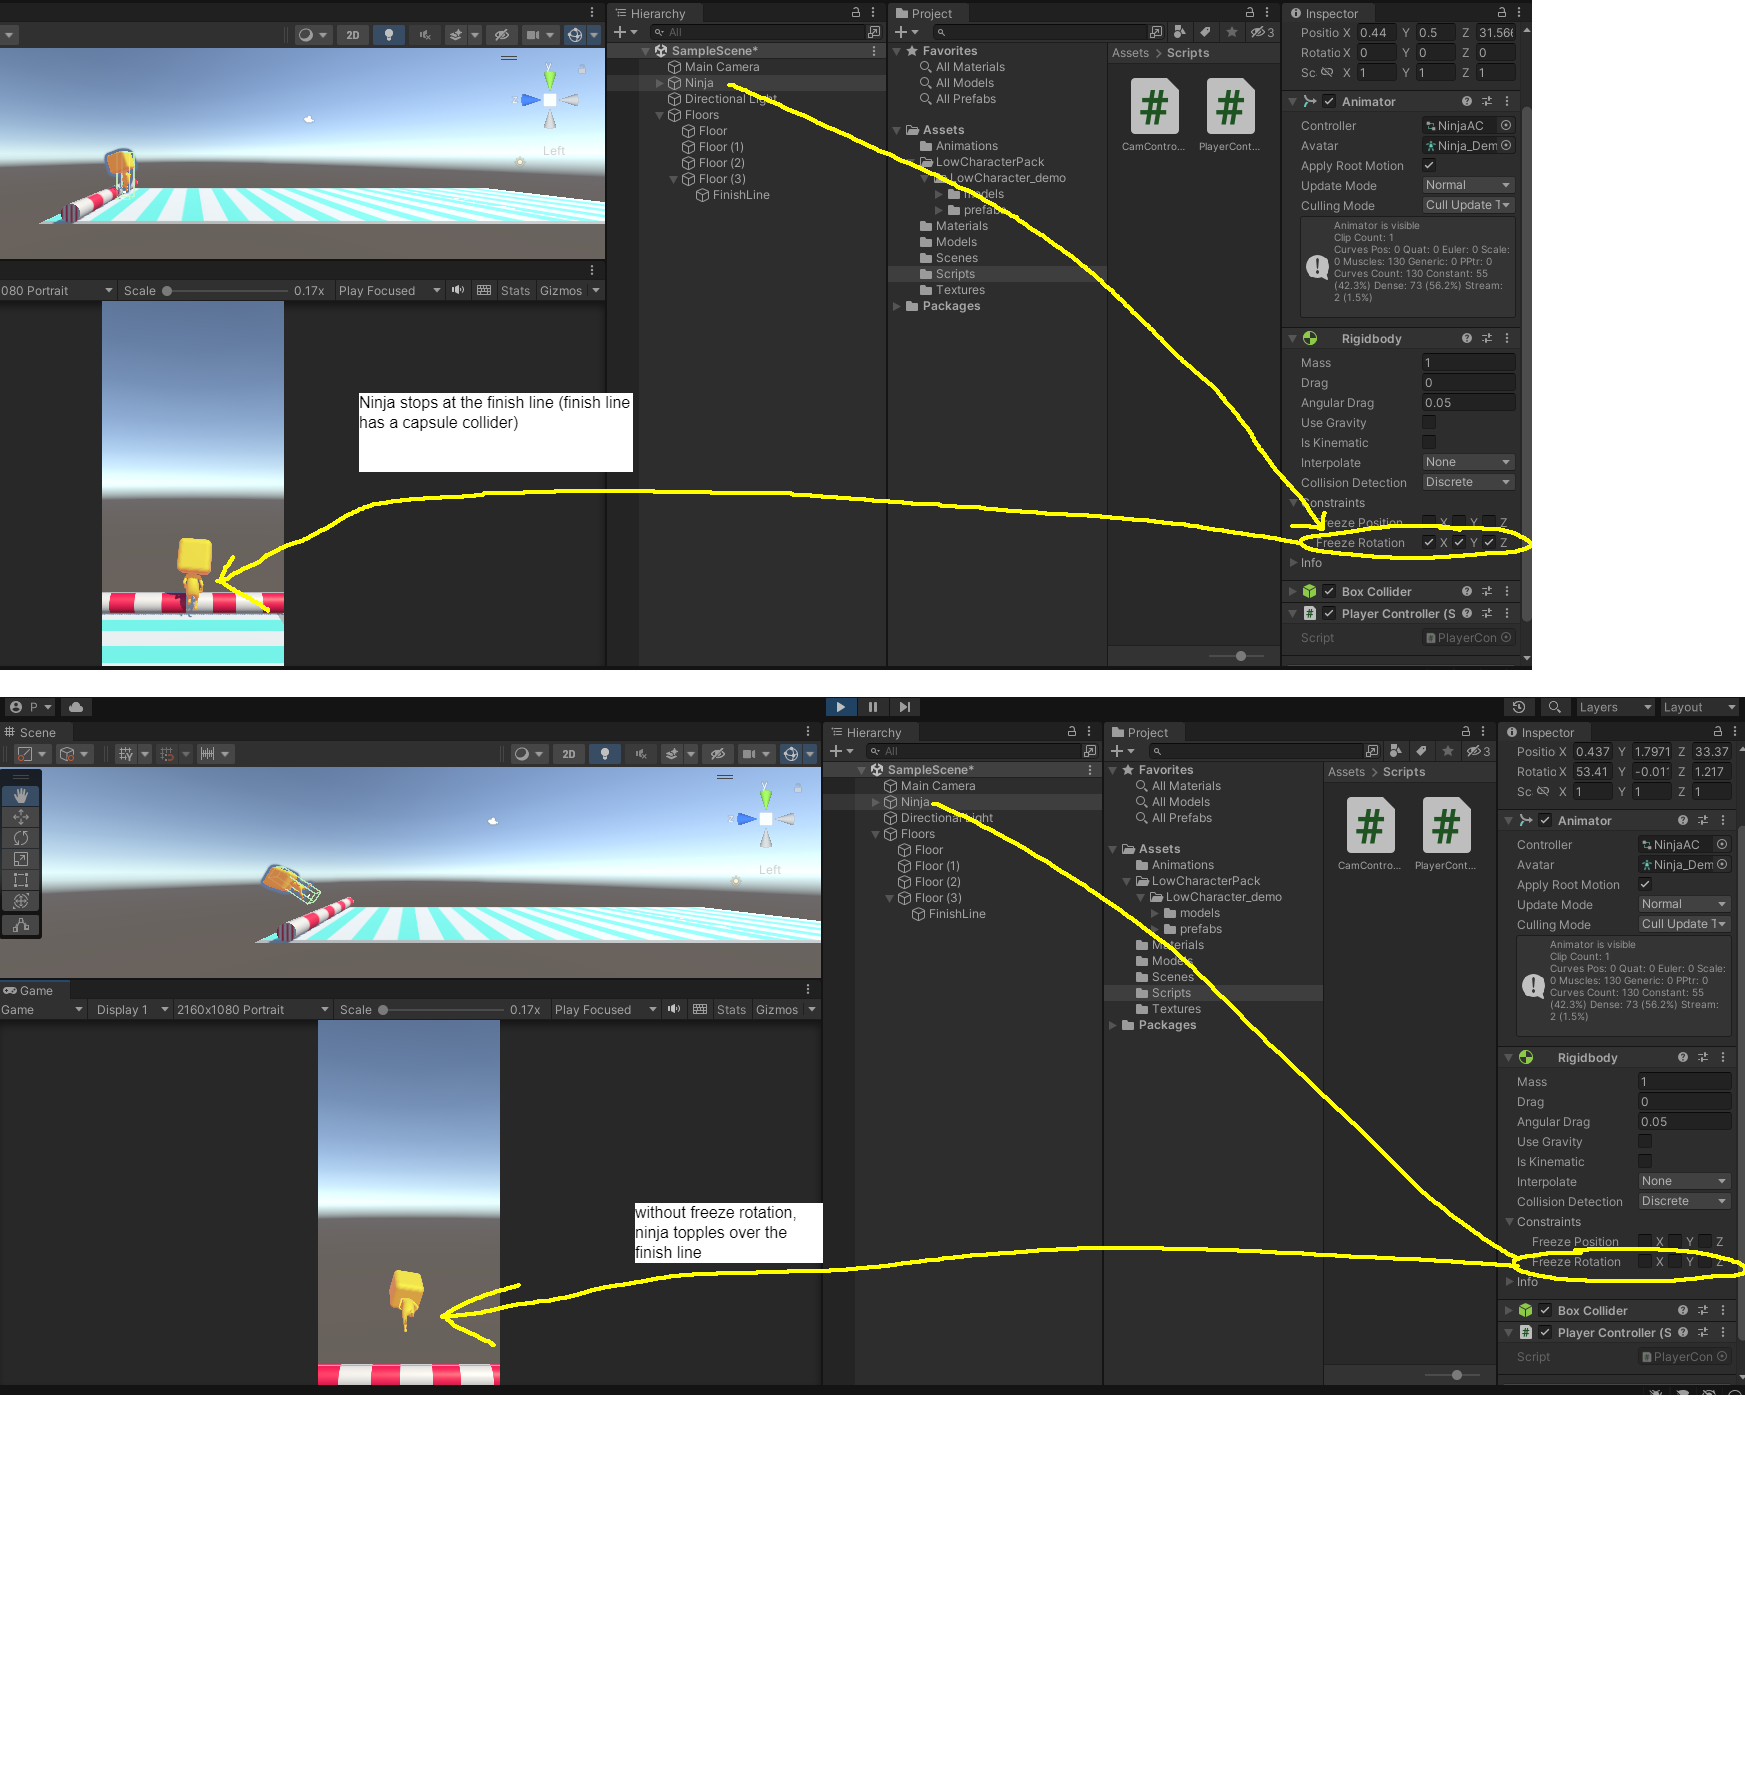 Hierarchy
Project
Inspector
2D
All
3
Positio X 0.44 Y 0.5 Z 31.566
SampleScene*
Favorites
Assets > Scripts
Rotatio X 0 Y 0 Z 0
Main Camera
All Materials
Sc X 1 Y 1 Z 1
Ninja
All Models
Directional Light
All Prefabs
Animator
Floors
Floor
Assets
Controller NinjaAC
Floor (1)
Animations
CamContro...
PlayerCont...
Avatar Ninja_Dem
Floor (2)
LowCharacterPack
Apply Root Motion
Floor (3)
LowCharacter_demo
Update Mode Normal
FinishLine
models
Culling Mode Cull Update T
prefabs
Materials
Animator is visible
Clip Count: 1
Curves Pos: 0 Quat: 0 Euler: 0 Scale:
0 Muscles: 130 Generic: 0 PPtr: 0
Curves Count: 130 Constant: 55
(42.3%) Dense: 73 (56.2%) Stream:
2 (1.5%)
Models
Scenes
Scripts
Textures
Packages
y
z
Left
080 Portrait Scale 0.17x Play Focused Stats Gizmos
Rigidbody
Mass 1
Drag 0
Angular Drag 0.05
Use Gravity
Is Kinematic
Interpolate None
Collision Detection Discrete
Constraints
Freeze Position X Y Z
Freeze Rotation X Y Z
Info
Box Collider
Player Controller (S
Script PlayerCon
Ninja stops at the finish line (finish line
has a capsule collider)
P
Layers
Layout
Scene
Hierarchy
Project
Inspector
2D
All
3
Positio X 0.437 Y 1.7971 Z 33.37
SampleScene*
Favorites
Assets > Scripts
Rotatio X 53.41 Y -0.01 Z 1.217
Main Camera
All Materials
Sc X 1 Y 1 Z 1
Ninja
All Models
Directional Light
All Prefabs
Animator
Floors
Floor
Assets
Controller NinjaAC
Floor (1)
Animations
CamContro...
PlayerCont...
Avatar Ninja_Dem
Floor (2)
LowCharacterPack
Apply Root Motion
Floor (3)
LowCharacter_demo
Update Mode Normal
FinishLine
models
Culling Mode Cull Update T
prefabs
Materials
Animator is visible
Clip Count: 1
Curves Pos: 0 Quat: 0 Euler: 0 Scale:
0 Muscles: 130 Generic: 0 PPtr: 0
Curves Count: 130 Constant: 55
(42.3%) Dense: 73 (56.2%) Stream:
2 (1.5%)
Models
Scenes
Scripts
Textures
Packages
y
z
Left
Game
Game Display 1 2160x1080 Portrait Scale 0.17x Play Focused Stats Gizmos
Rigidbody
Mass 1
Drag 0
Angular Drag 0.05
Use Gravity
Is Kinematic
Interpolate None
Collision Detection Discrete
Constraints
Freeze Position X Y Z
Freeze Rotation X Y Z
Info
Box Collider
Player Controller (S
Script PlayerCon
without freeze rotation,
ninja topples over the
finish line